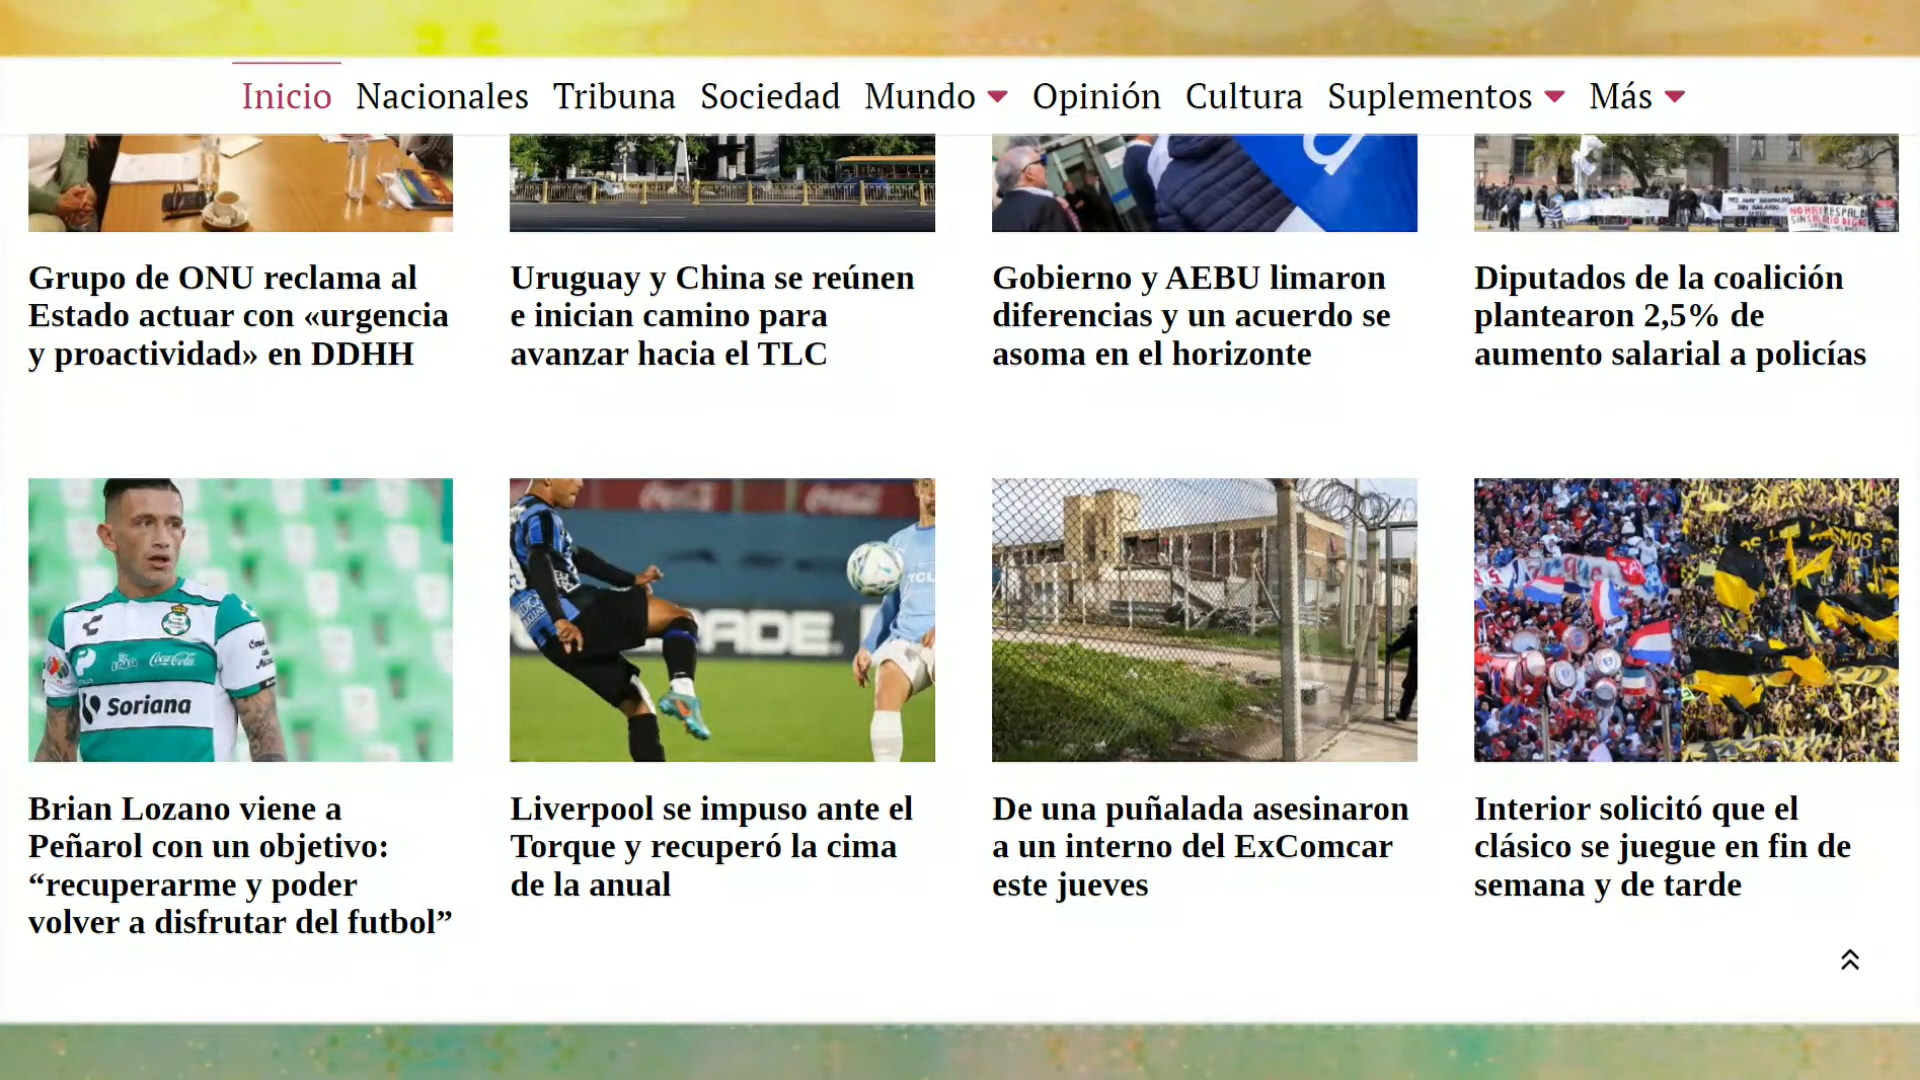 Inicio Nacionales Tribuna Sociedad Mundo Opinión Cultura Suplementos Más
Grupo de ONU reclama al
Estado actuar con «urgencia
y proactividad» en DDHH
Uruguay y China se reúnen
e inician camino para
avanzar hacia el TLC
Gobierno y AEBU limaron
diferencias y un acuerdo se
asoma en el horizonte
Diputados de la coalición
plantearon 2,5% de
aumento salarial a policías
Coca-Cola
Soriana
Brian Lozano viene a
Peñarol con un objetivo:
“recuperarme y poder
volver a disfrutar del futbol”
Liverpool se impuso ante el
Torque y recuperó la cima
de la anual
De una puñalada asesinaron
a un interno del ExComcar
este jueves
Interior solicitó que el
clásico se juegue en fin de
semana y de tarde